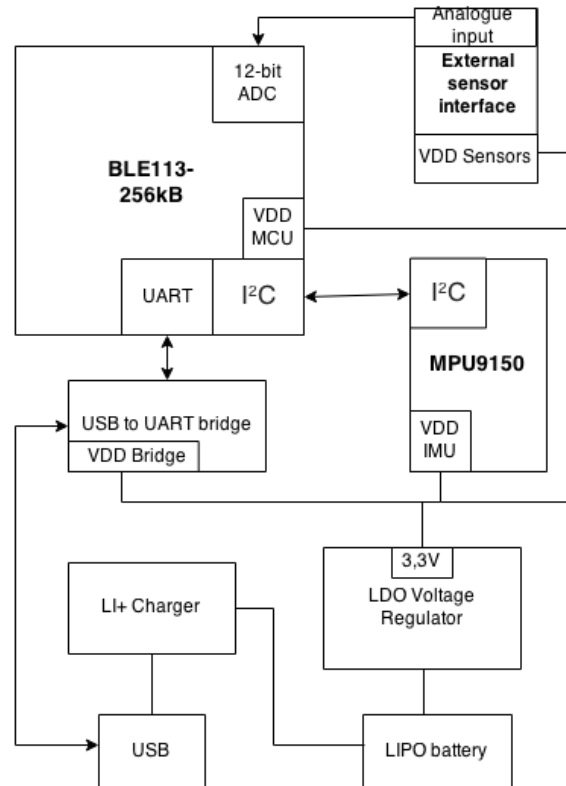 Analogue
input
External
sensor
interface
VDD Sensors
12-bit
ADC
BLE113-
256kB
VDD
MCU
UART
I²C
I²C
MPU9150
VDD
IMU
USB to UART bridge
VDD Bridge
3,3V
LDO Voltage
Regulator
LI+ Charger
USB
LIPO battery